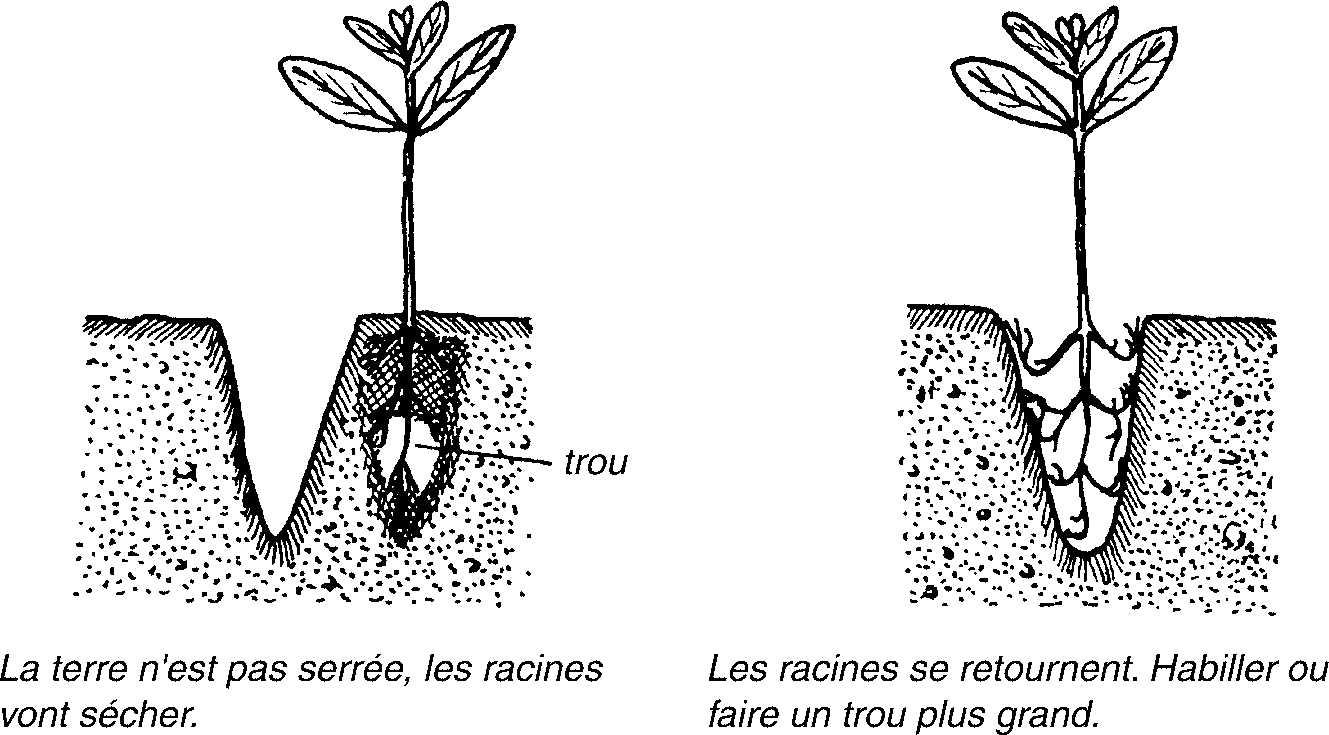 trou
La terre n'est pas serrée, les racines
vont sécher.
Les racines se retournent. Habiller ou
faire un trou plus grand.